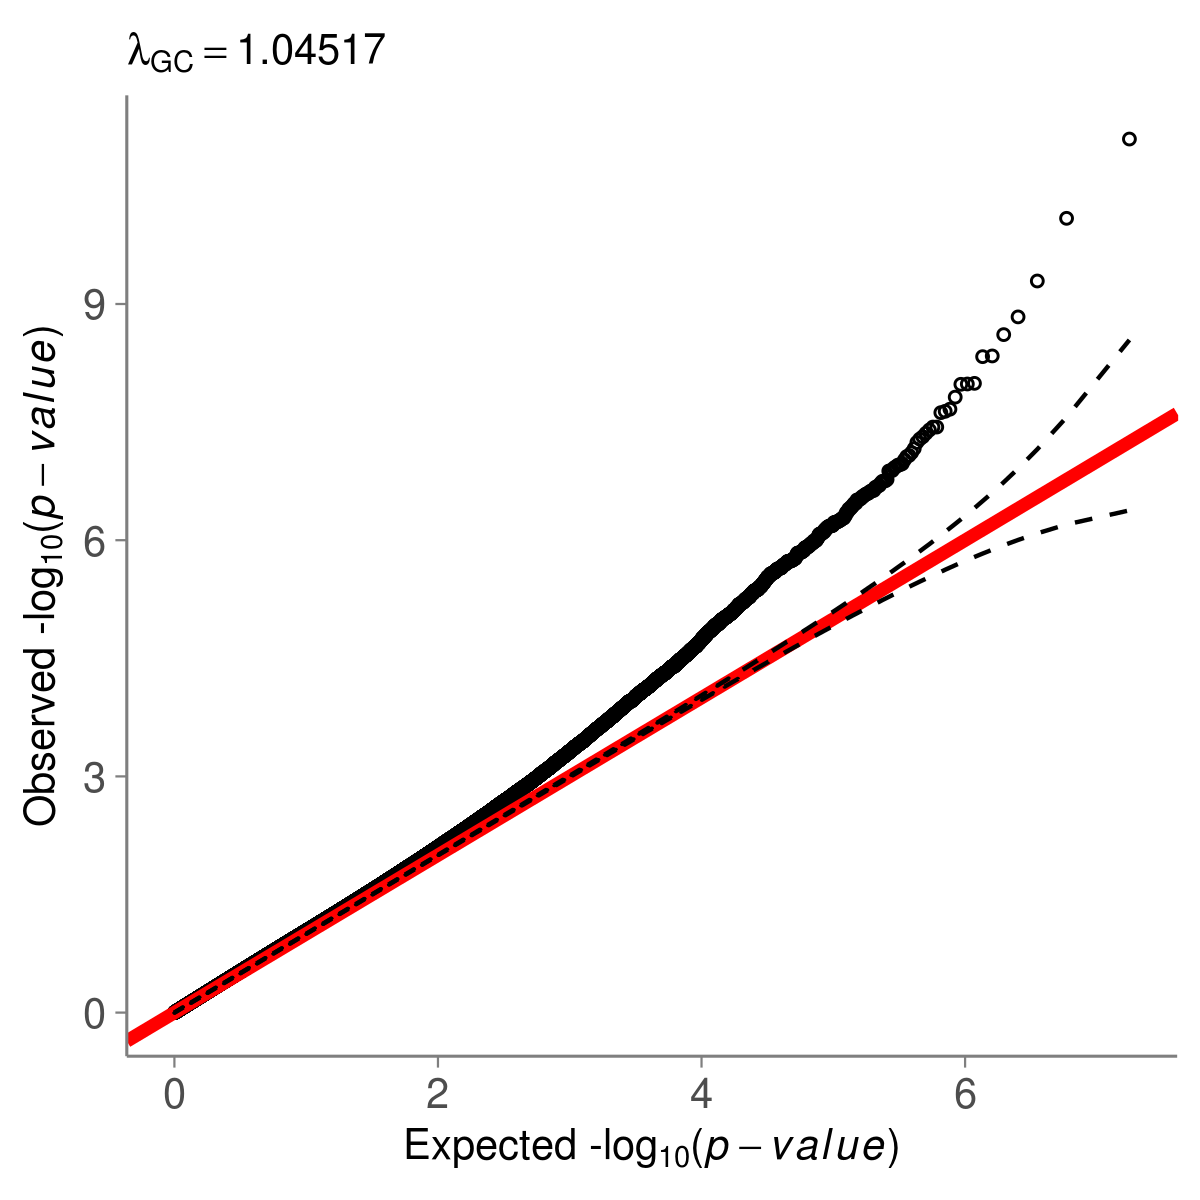 λGC = 1.04517
Observed -log10(p − value)
9
6
3
0
0 2 4 6
Expected -log10(p − value)